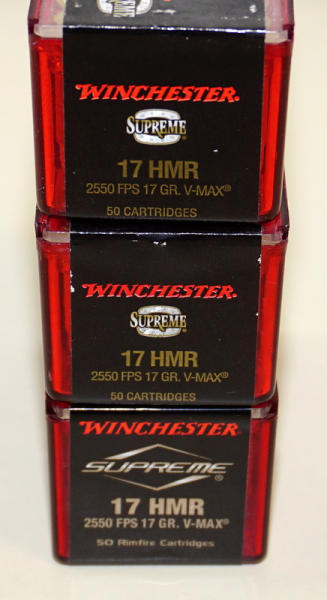 WINCHESTER®
SUPREME
17 HMR
2550 FPS 17 GR. V-MAX®
50 CARTRIDGES
WINCHESTER®
SUPREME
17 HMR
2550 FPS 17 GR. V-MAX®
50 CARTRIDGES
WINCHESTER
SUPREME®
17 HMR
2550 FPS 17 GR. V-MAX®
50 Rimfire Cartridges